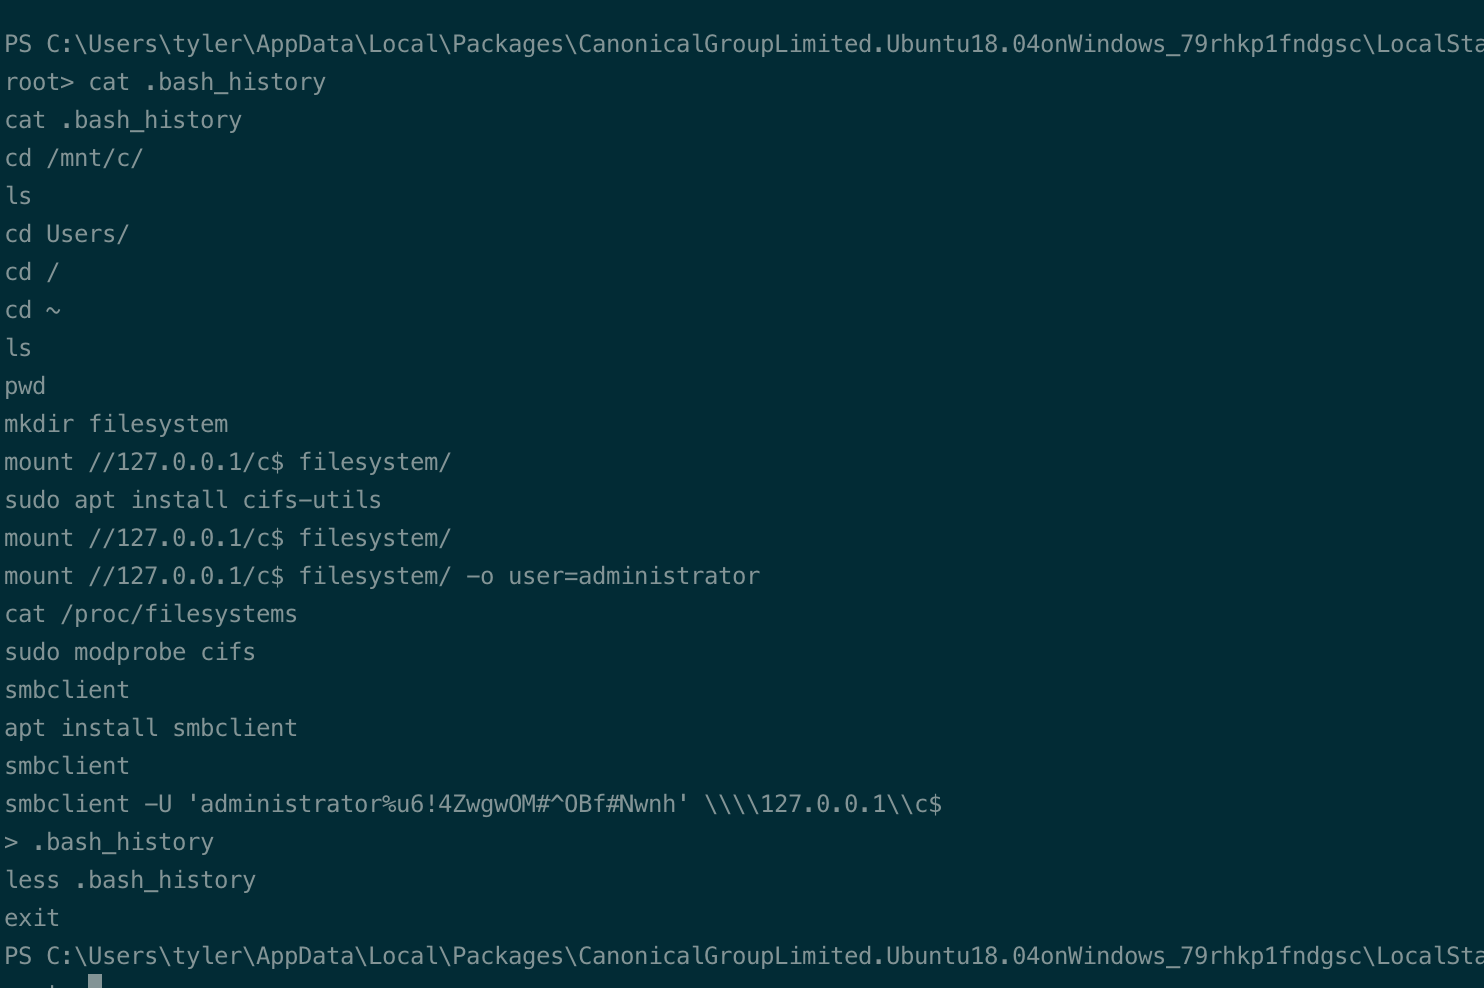 PS C:\Users\tyler\AppData\Local\Packages\CanonicalGroupLimited.Ubuntu18.04onWindows_79rhkp1fndgsc\LocalSta
root> cat .bash_history
cat .bash_history
cd /mnt/c/
ls
cd Users/
cd /
cd ~
ls
pwd
mkdir filesystem
mount //127.0.0.1/c$ filesystem/
sudo apt install cifs-utils
mount //127.0.0.1/c$ filesystem/
mount //127.0.0.1/c$ filesystem/ -o user=administrator
cat /proc/filesystems
sudo modprobe cifs
smbclient
apt install smbclient
smbclient
smbclient -U 'administrator%u6!4ZwgwOM#^OBf#Nwnh' \\\\127.0.0.1\\c$
> .bash_history
less .bash_history
exit
PS C:\Users\tyler\AppData\Local\Packages\CanonicalGroupLimited.Ubuntu18.04onWindows_79rhkp1fndgsc\LocalSta